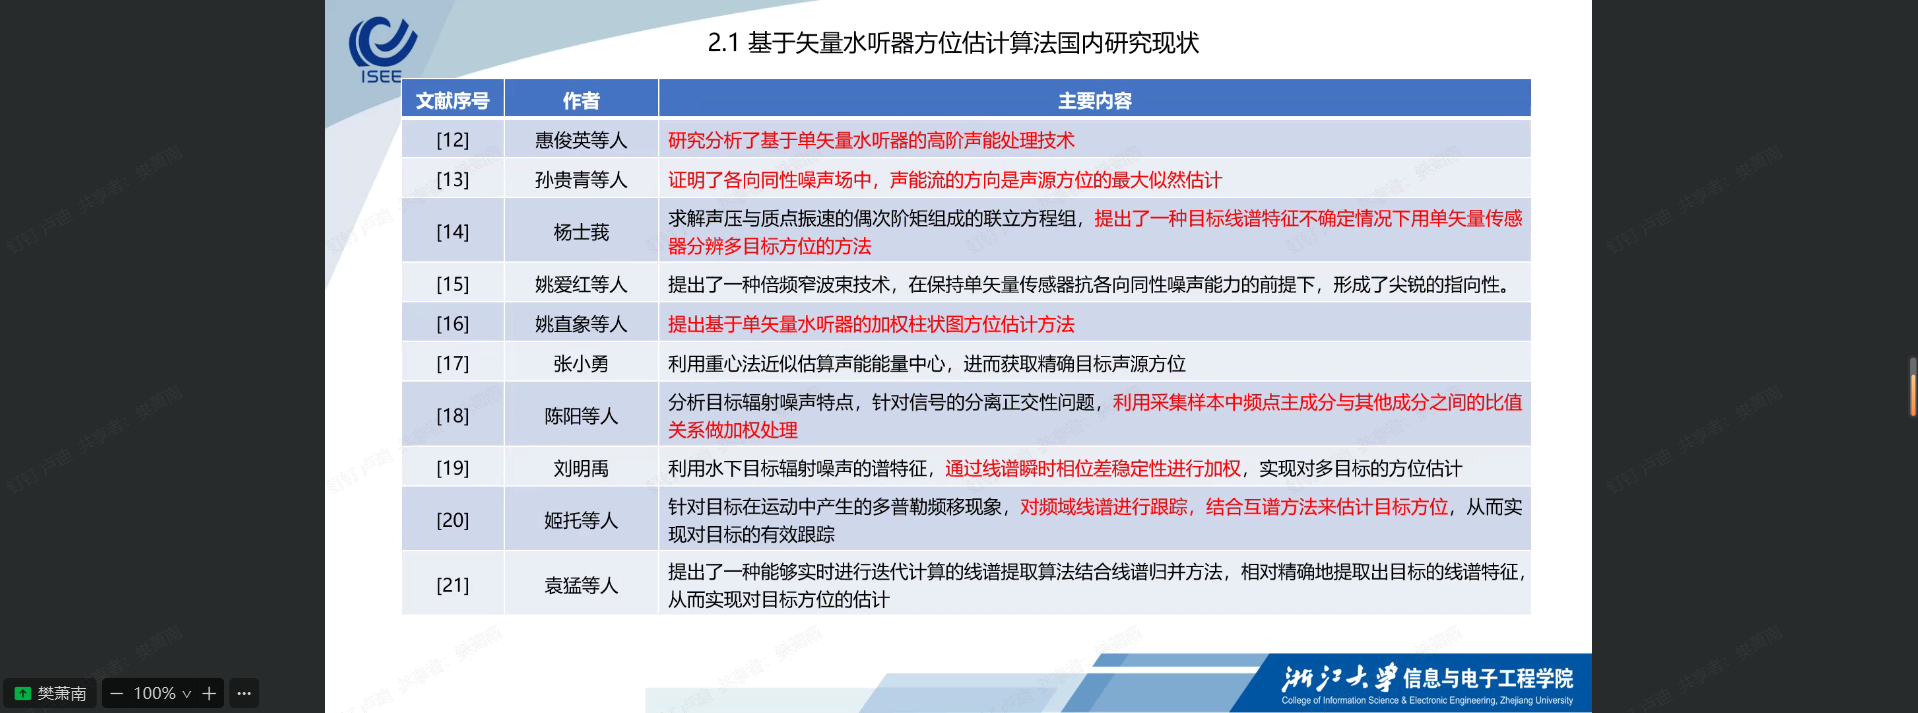 ISEE
2.1 基于矢量水听器方位估计算法国内研究现状
文献序号 作者 主要内容
[12] 惠俊英等人 研究分析了基于单矢量水听器的高阶声能处理技术
[13] 孙贵青等人 证明了各向同性噪声场中，声能流的方向是声源方位的最大似然估计
[14] 杨士莪 求解声压与质点振速的偶次阶矩组成的联立方程组，提出了一种目标线谱特征不确定情况下用单矢量传感
器分辨多目标方位的方法
[15] 姚爱红等人 提出了一种倍频窄波束技术，在保持单矢量传感器抗各向同性噪声能力的前提下，形成了尖锐的指向性。
[16] 姚直象等人 提出基于单矢量水听器的加权柱状图方位估计方法
[17] 张小勇 利用重心法近似估算声能能量中心，进而获取精确目标声源方位
[18] 陈阳等人 分析目标辐射噪声特点，针对信号的分离正交性问题，利用采集样本中频点主成分与其他成分之间的比值
关系做加权处理
[19] 刘明禹 利用水下目标辐射噪声的谱特征，通过线谱瞬时相位差稳定性进行加权，实现对多目标的方位估计
[20] 姬托等人 针对目标在运动中产生的多普勒频移现象，对频域线谱进行跟踪，结合互谱方法来估计目标方位，从而实
现对目标的有效跟踪
[21] 袁猛等人 提出了一种能够实时进行迭代计算的线谱提取算法结合线谱归并方法，相对精确地提取出目标的线谱特征，
从而实现对目标方位的估计
浙江大学 信息与电子工程学院
College of Information Science & Electronic Engineering, Zhejiang University
樊萧南 100%
钉钉 卢迪 共享者：樊萧南